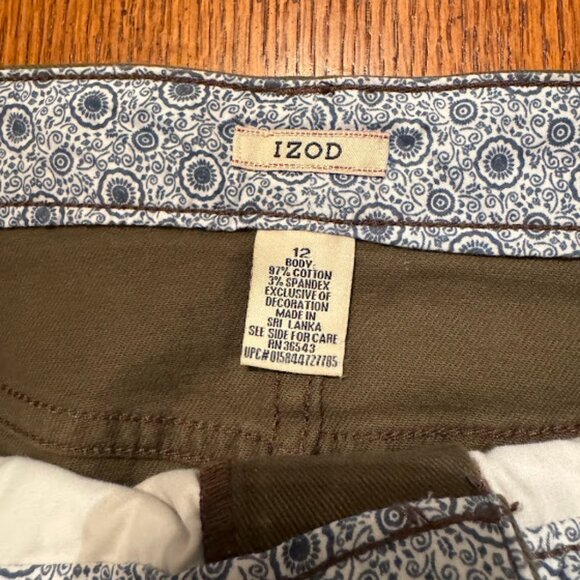 IZOD
12
BODY:
97% COTTON
3% SPANDEX
EXCLUSIVE OF
DECORATION
MADE IN
SRI LANKA
SEE SIDE FOR CARE
RN 36543
UPC# 015844727785